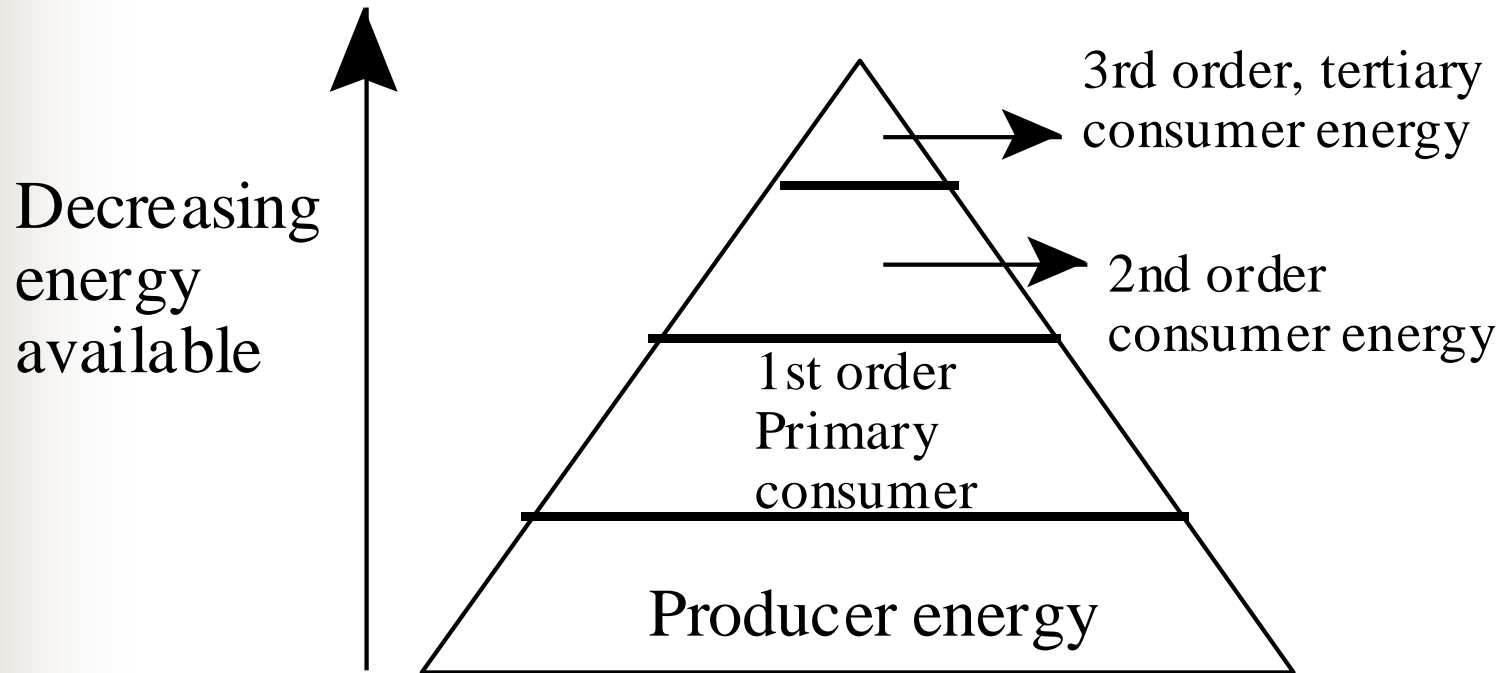 Decreasing
energy
available
3rd order, tertiary
consumer energy
2nd order
consumer energy
1st order
Primary
consumer
Producer energy